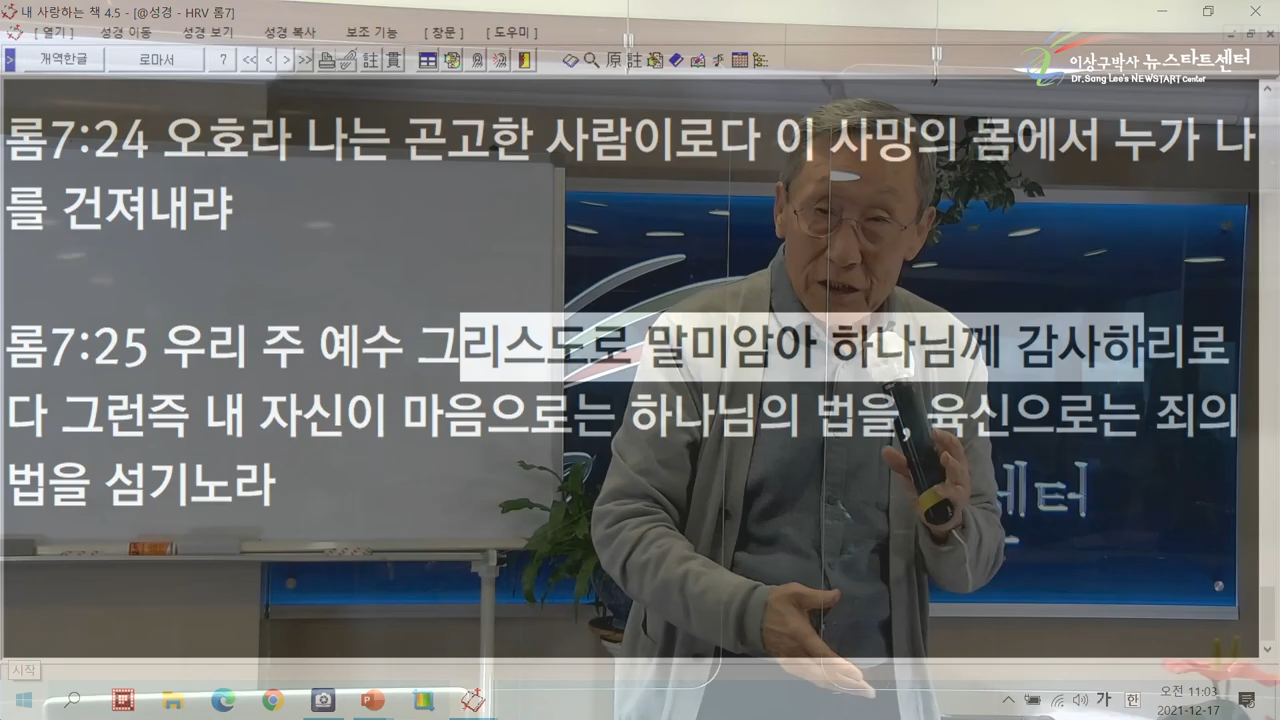 내 사랑하는 책 4.5 - [@성경 - HRV 롬7]
[ 열기 ] 성경 이동 성경 보기 성경 복사 보조 기능 [ 창문 ] [ 도우미 ]
개역한글 로마서 7 << < > >> 註 貫 原 註
이상구박사 뉴스타트센터
Dr.Sang Lee's NEWSTART Center
롬7:24 오호라 나는 곤고한 사람이로다 이 사망의 몸에서 누가 나
를 건져내랴
롬7:25 우리 주 예수 그리스도로 말미암아 하나님께 감사하리로
다 그런즉 내 자신이 마음으로는 하나님의 법을, 육신으로는 죄의
법을 섬기노라
센터
시작
가 한 오전 11:03
2021-12-17